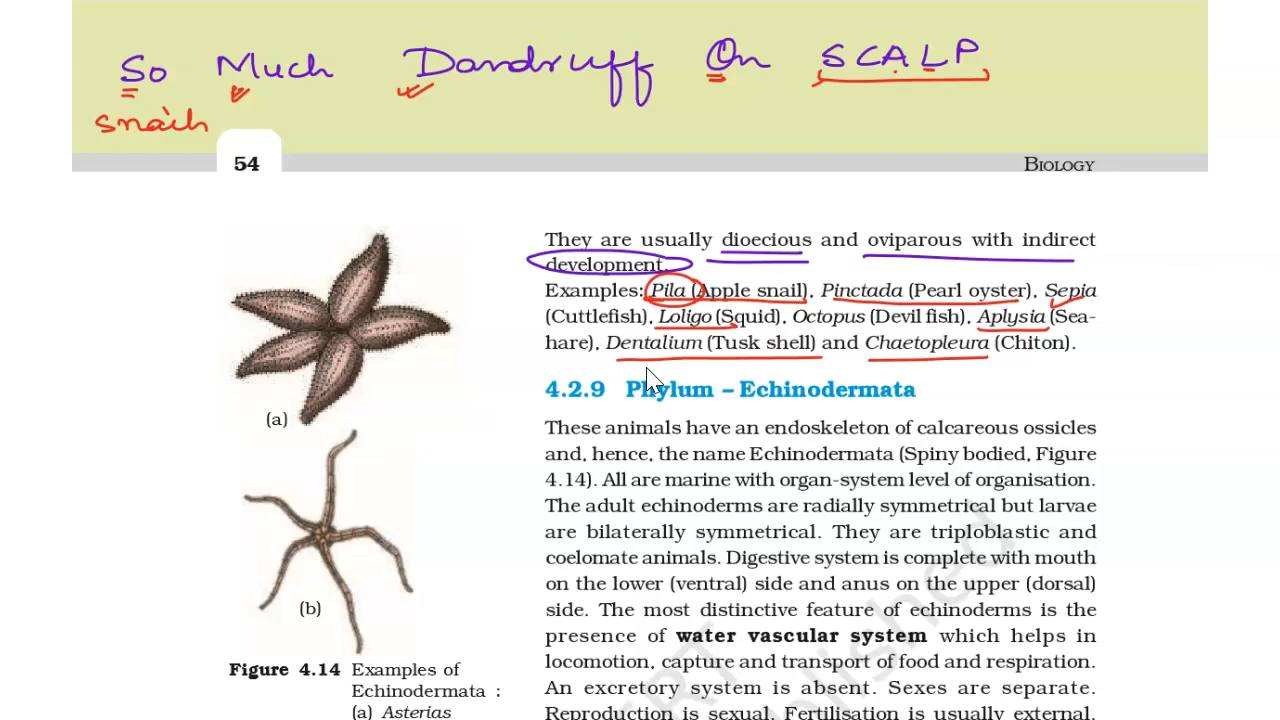 So Much Dandruff On SCALP
snail
54
BIOLOGY
They are usually dioecious and oviparous with indirect
development.
Examples: Pila (Apple snail), Pinctada (Pearl oyster), Sepia
(Cuttlefish), Loligo (Squid), Octopus (Devil fish), Aplysia (Sea-
hare), Dentalium (Tusk shell) and Chaetopleura (Chiton).
4.2.9 Phylum – Echinodermata
These animals have an endoskeleton of calcareous ossicles
and, hence, the name Echinodermata (Spiny bodied, Figure
4.14). All are marine with organ-system level of organisation.
The adult echinoderms are radially symmetrical but larvae
are bilaterally symmetrical. They are triploblastic and
coelomate animals. Digestive system is complete with mouth
on the lower (ventral) side and anus on the upper (dorsal)
side. The most distinctive feature of echinoderms is the
presence of water vascular system which helps in
locomotion, capture and transport of food and respiration.
An excretory system is absent. Sexes are separate.
Reproduction is sexual. Fertilisation is usually external.
(a)
(b)
Figure 4.14 Examples of
Echinodermata :
(a) Asterias